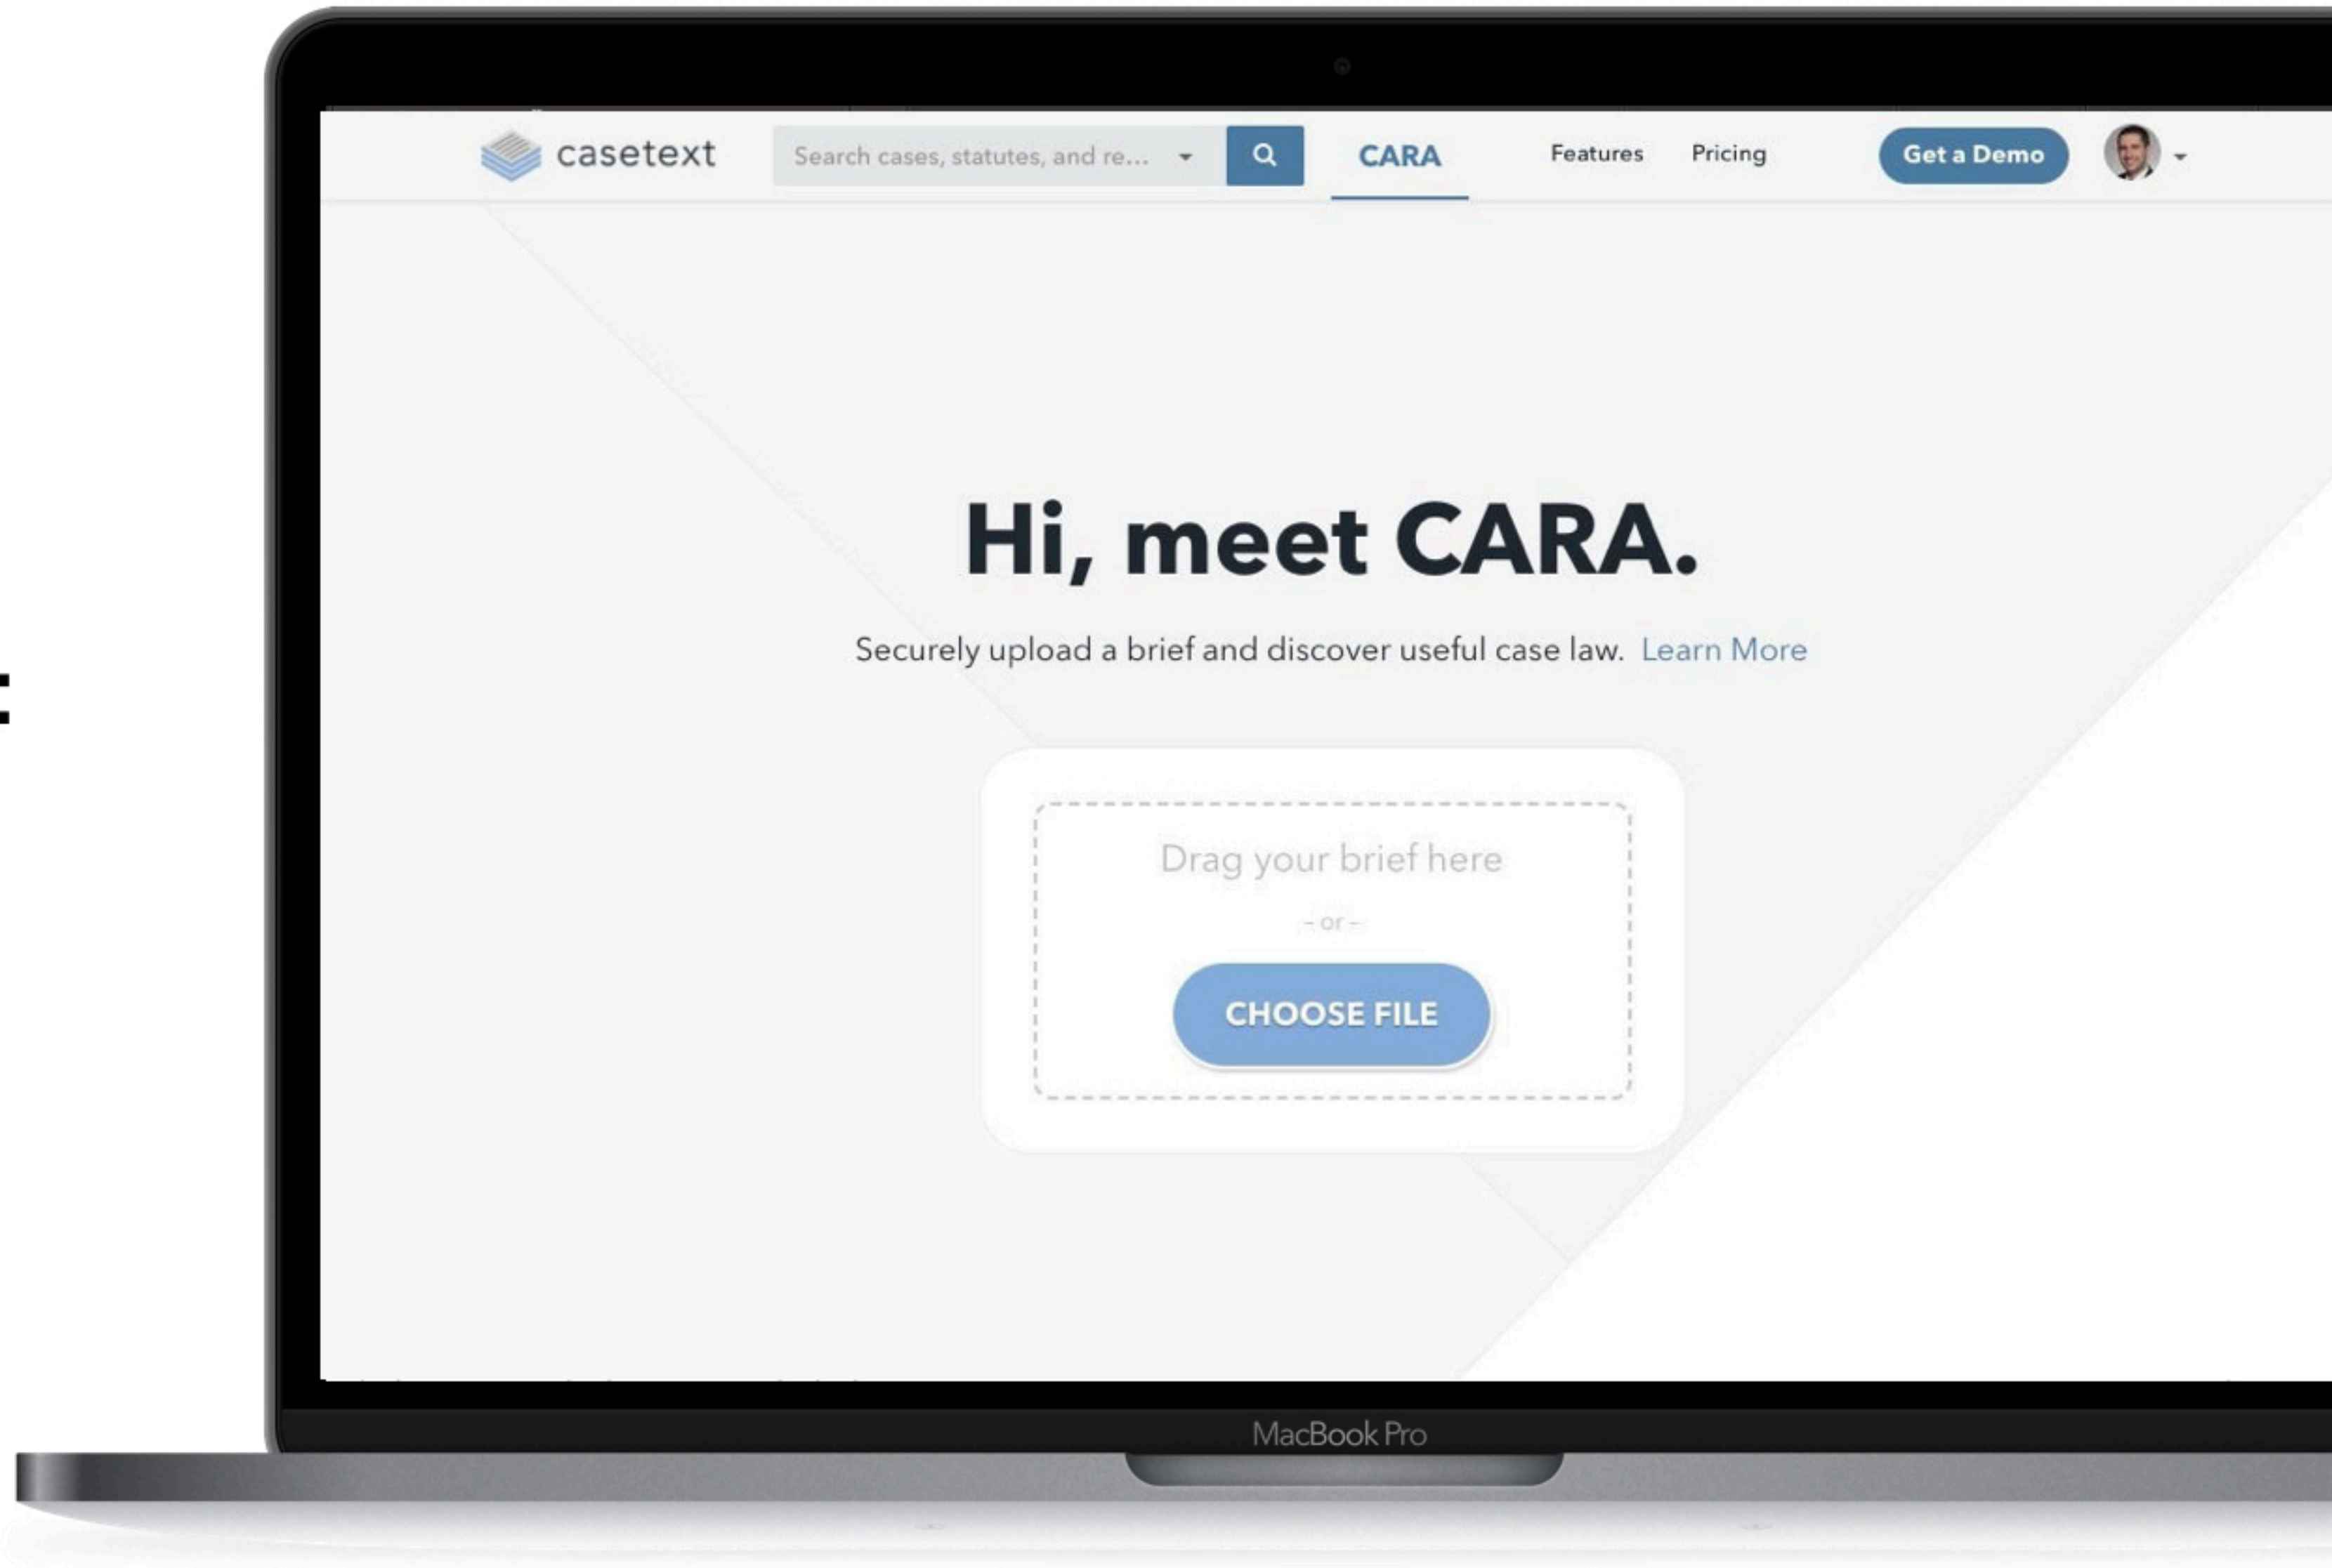 casetext
Search cases, statutes, and re...
CARA
Features
Pricing
Get a Demo
Hi, meet CARA.
Securely upload a brief and discover useful case law. Learn More
Drag your brief here
- or -
CHOOSE FILE
MacBook Pro